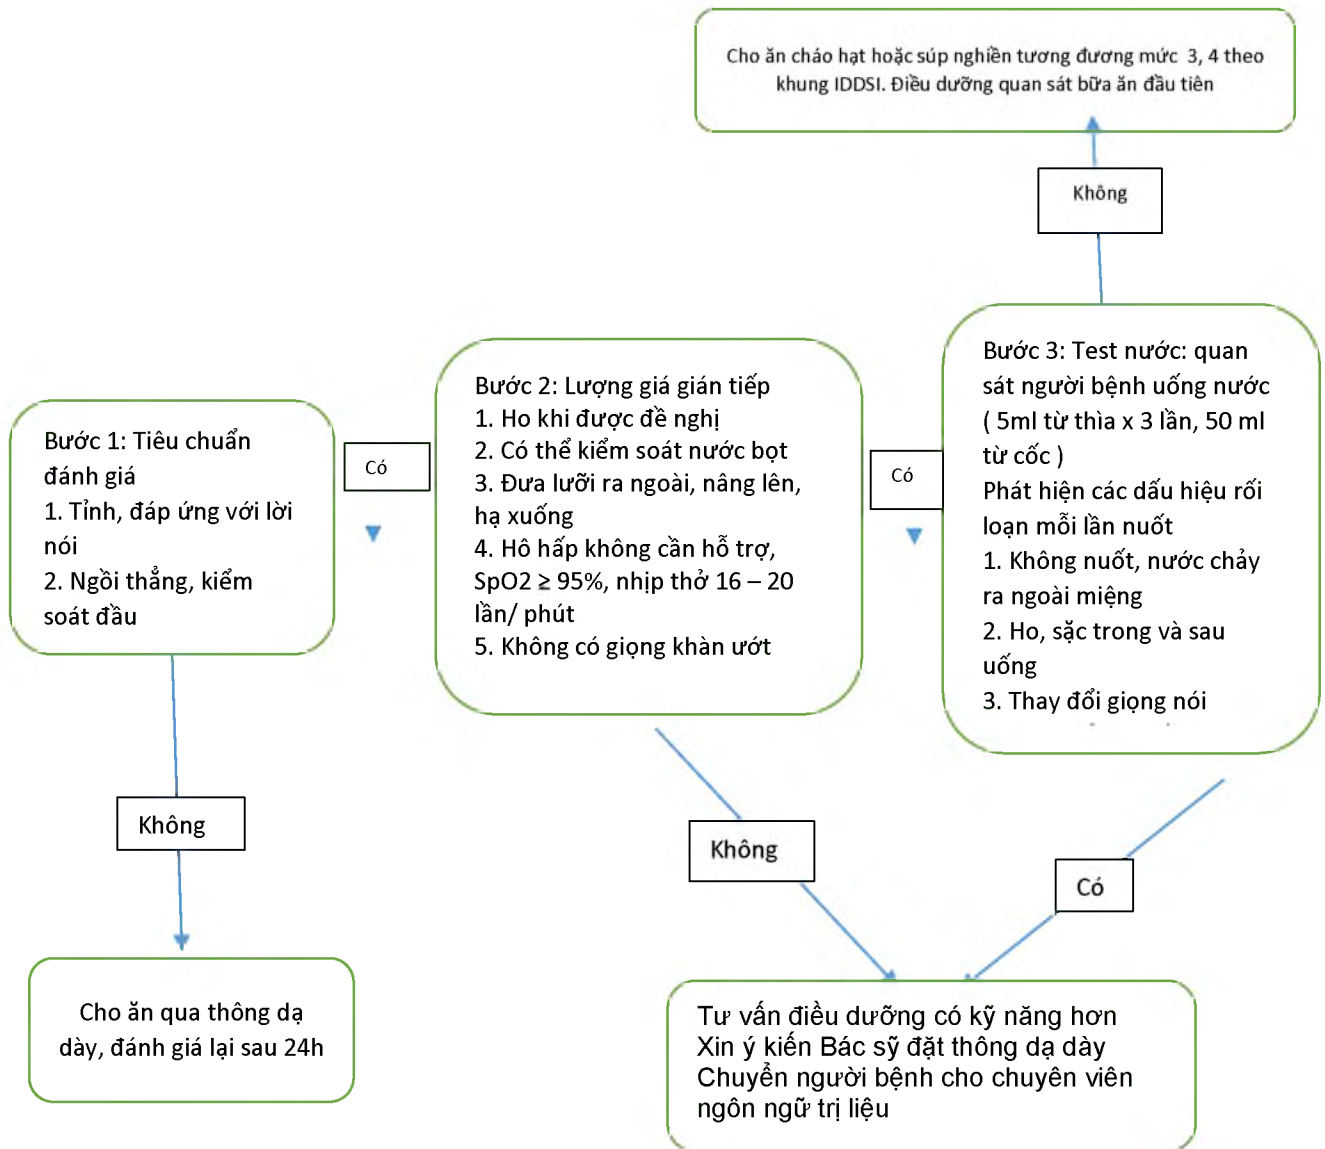 Cho ăn cháo hạt hoặc súp nghiền tương đương mức 3, 4 theo
khung IDDSI. Điều dưỡng quan sát bữa ăn đầu tiên
Không
Bước 1: Tiêu chuẩn
đánh giá
1. Tỉnh, đáp ứng với lời
nói
2. Ngồi thẳng, kiểm
soát đầu
Có
Bước 2: Lượng giá gián tiếp
1. Ho khi được đề nghị
2. Có thể kiểm soát nước bọt
3. Đưa lưỡi ra ngoài, nâng lên,
hạ xuống
4. Hô hấp không cần hỗ trợ,
SpO2 ≥ 95%, nhịp thở 16 – 20
lần/ phút
5. Không có giọng khàn ướt
Có
Bước 3: Test nước: quan
sát người bệnh uống nước
( 5ml từ thìa x 3 lần, 50 ml
từ cốc )
Phát hiện các dấu hiệu rối
loạn mỗi lần nuốt
1. Không nuốt, nước chảy
ra ngoài miệng
2. Ho, sặc trong và sau
uống
3. Thay đổi giọng nói
Không
Không
Có
Cho ăn qua thông dạ
dày, đánh giá lại sau 24h
Tư vấn điều dưỡng có kỹ năng hơn
Xin ý kiến Bác sỹ đặt thông dạ dày
Chuyển người bệnh cho chuyên viên
ngôn ngữ trị liệu